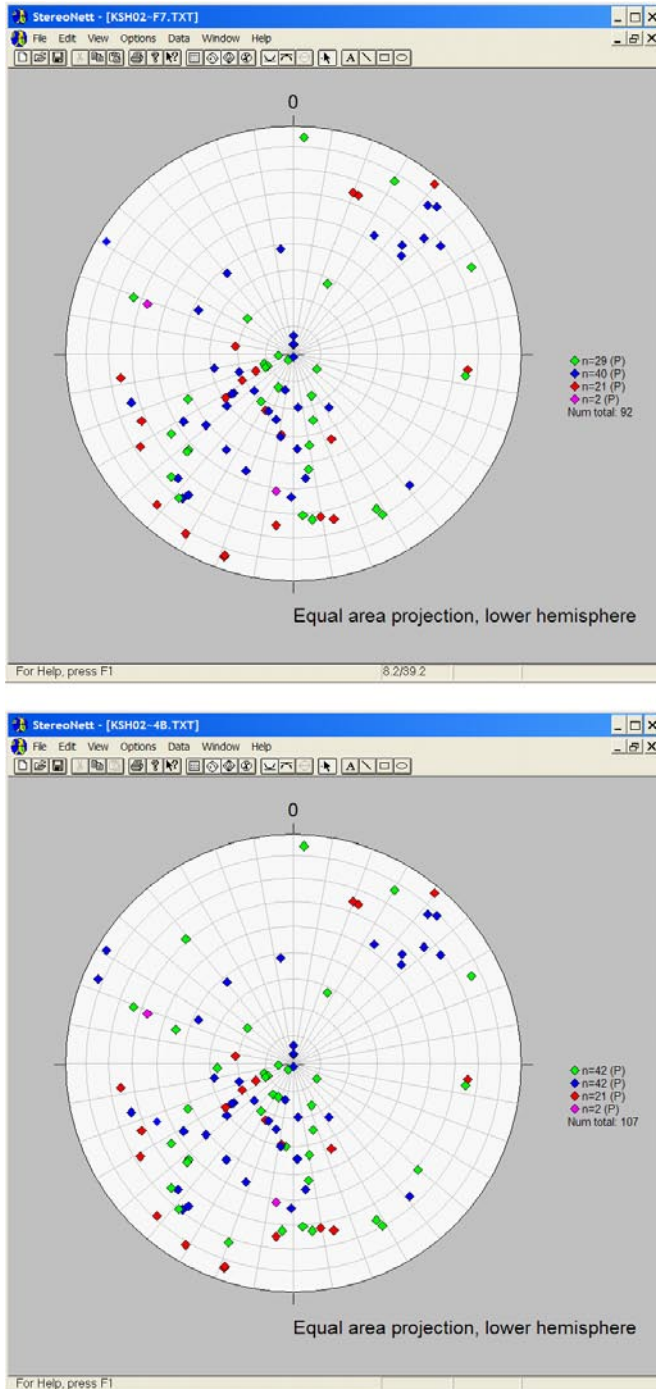 StereoNett - [KSH02~F7.TXT]
File Edit View Options Data Window Help
A
0
n=29 (P)
n=40 (P)
n=21 (P)
n=2 (P)
Num total: 92
Equal area projection, lower hemisphere
For Help, press F1
8.2/39.2
StereoNett - [KSH02~4B.TXT]
File Edit View Options Data Window Help
A
0
n=42 (P)
n=42 (P)
n=21 (P)
n=2 (P)
Num total: 107
Equal area projection, lower hemisphere
For Help, press F1